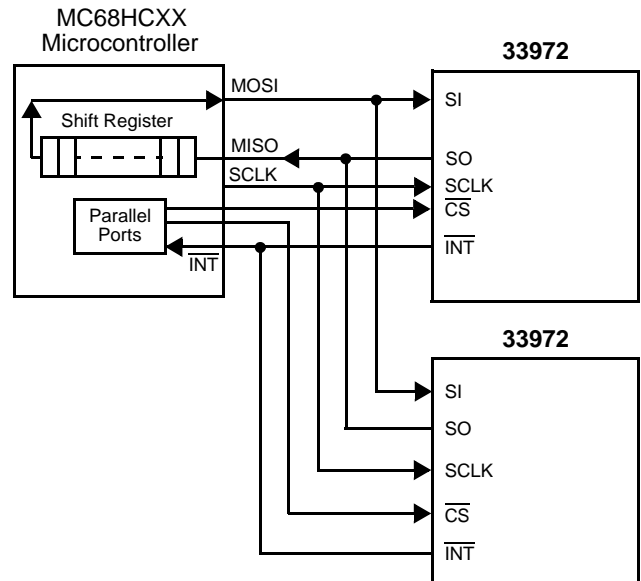 MC68HCXX
Microcontroller
33972
MOSI
SI
Shift Register
MISO
SO
SCLK
SCLK
CS
Parallel
Ports
INT
INT
33972
SI
SO
SCLK
CS
INT